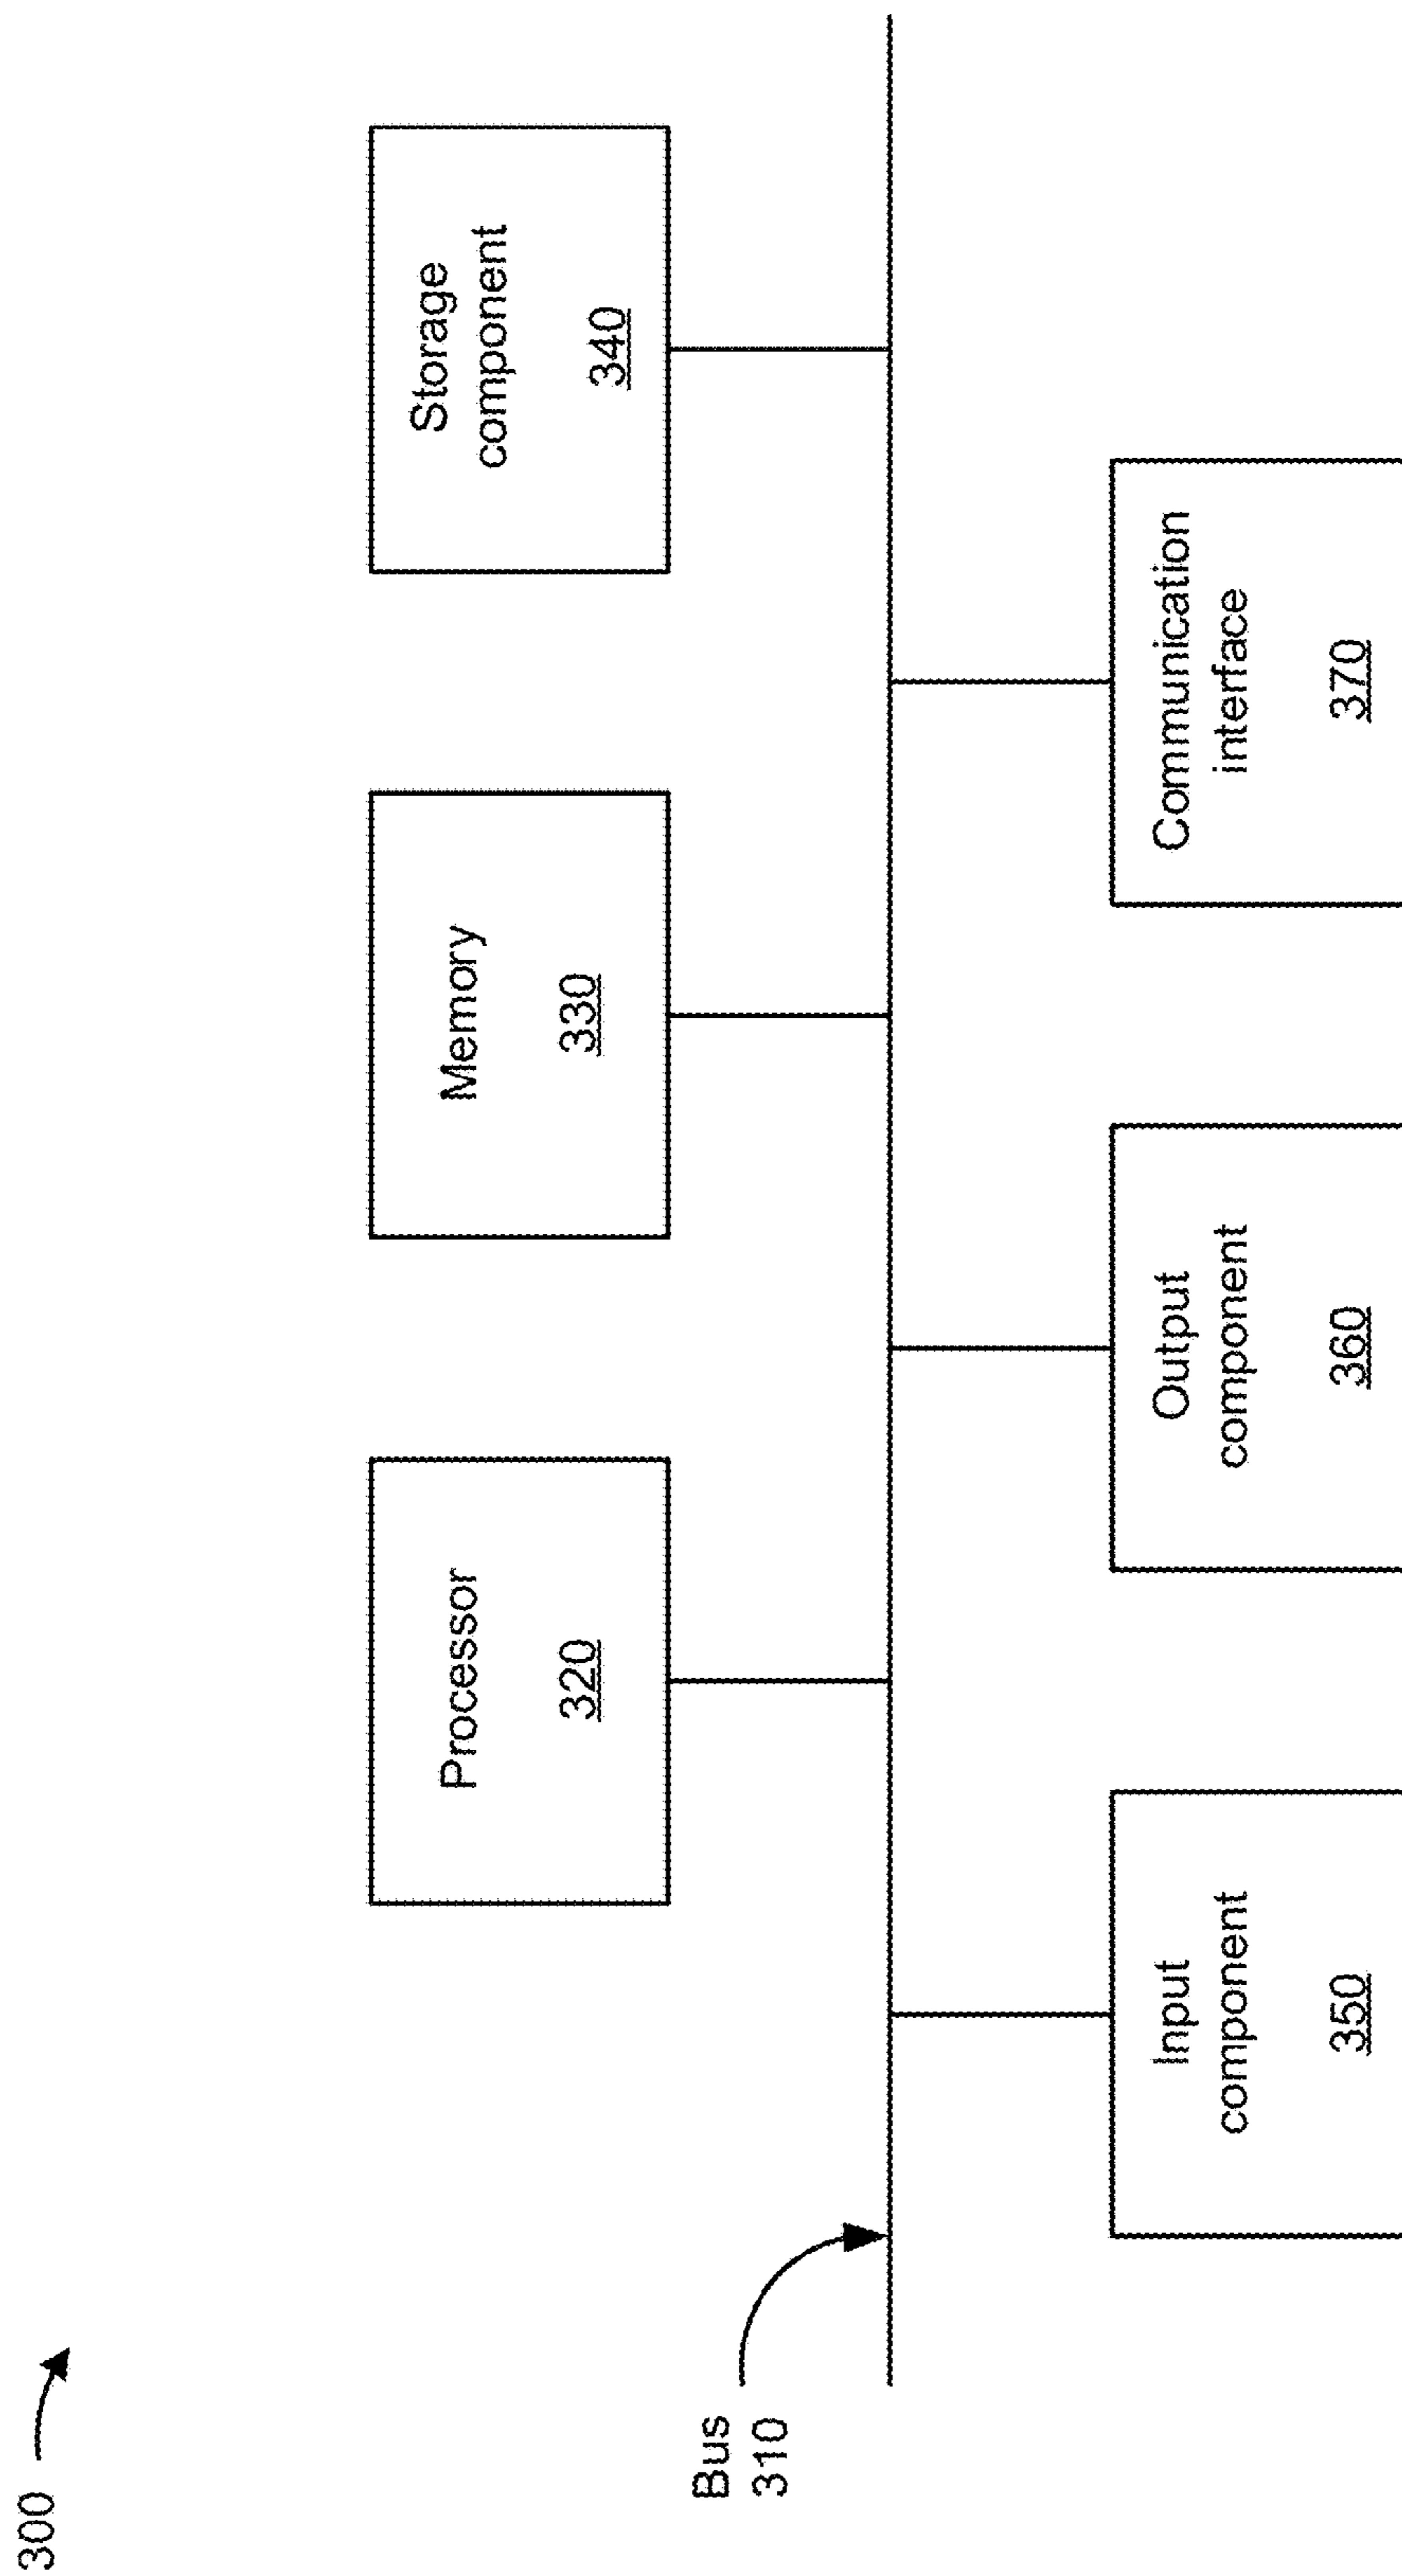 300
Processor
320
Memory
330
Storage
component
340
Bus
310
Input
component
350
Output
component
360
Communication
interface
370